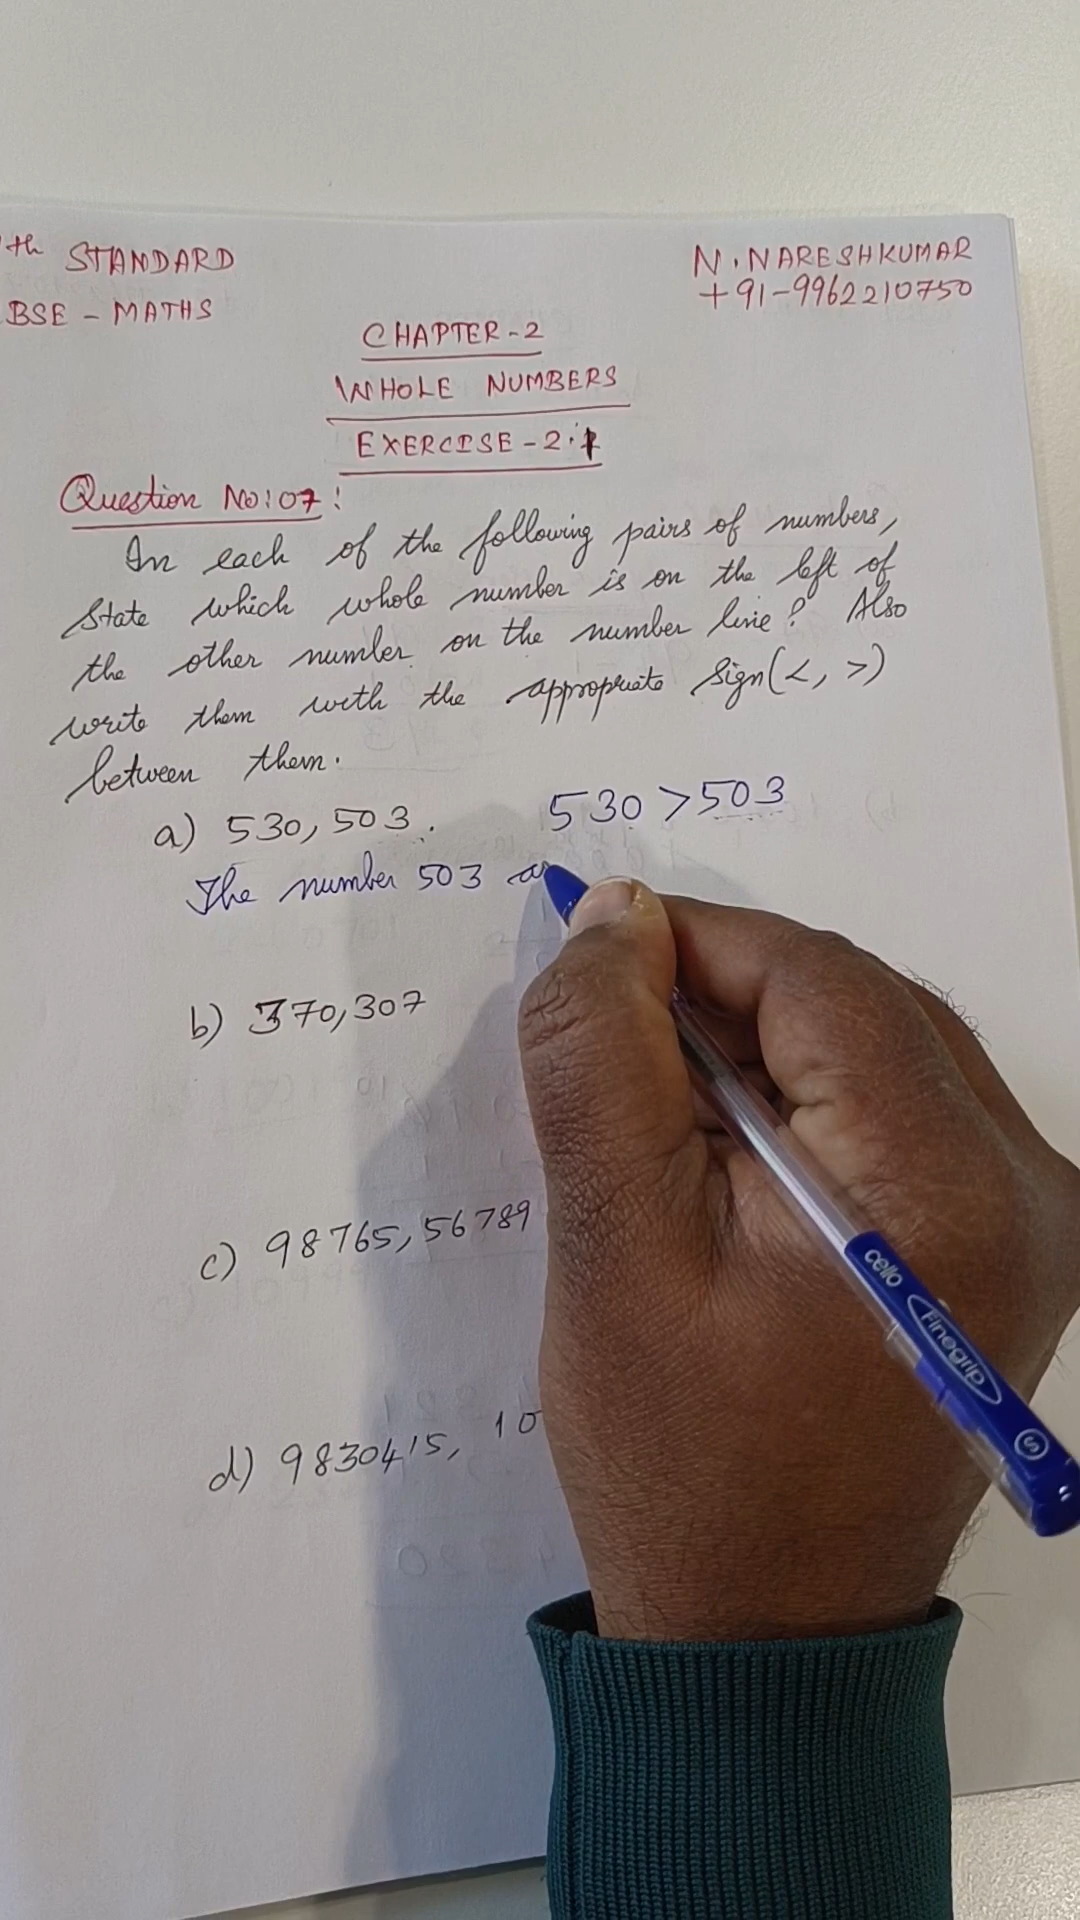 th STANDARD
BSE - MATHS
N. NARESHKUMAR
+91-9962210750
CHAPTER-2
WHOLE NUMBERS
EXERCISE-2.1
Question No:07:
In each of the following pairs of numbers,
State which whole number is on the left of
the other number on the number line? Also
write them with the appropriate sign(<, >)
between them.
a) 530, 503.
530 > 503
The number 503 a
b) 370, 307
c) 98765, 56789
d) 9830415, 10
cello
Finegrip
S